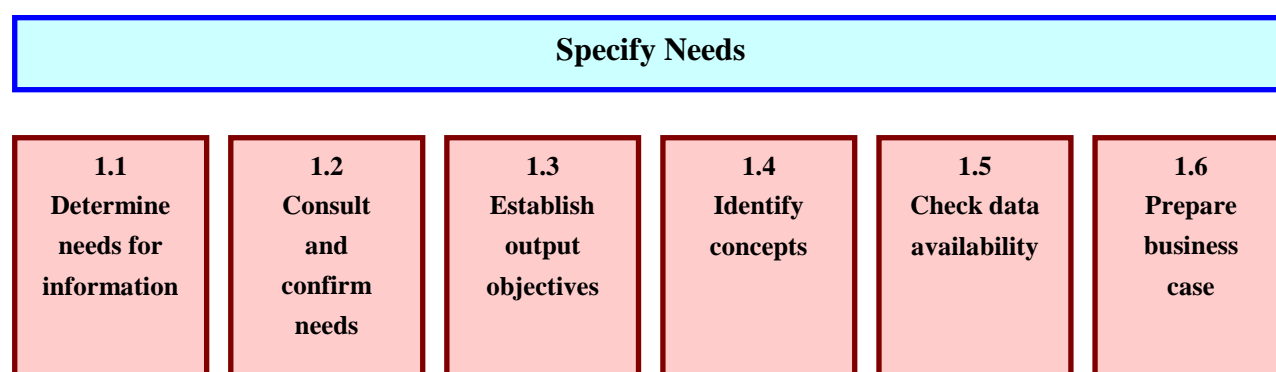 Specify Needs
1.1
Determine
needs for
information
1.2
Consult
and
confirm
needs
1.3
Establish
output
objectives
1.4
Identify
concepts
1.5
Check data
availability
1.6
Prepare
business
case